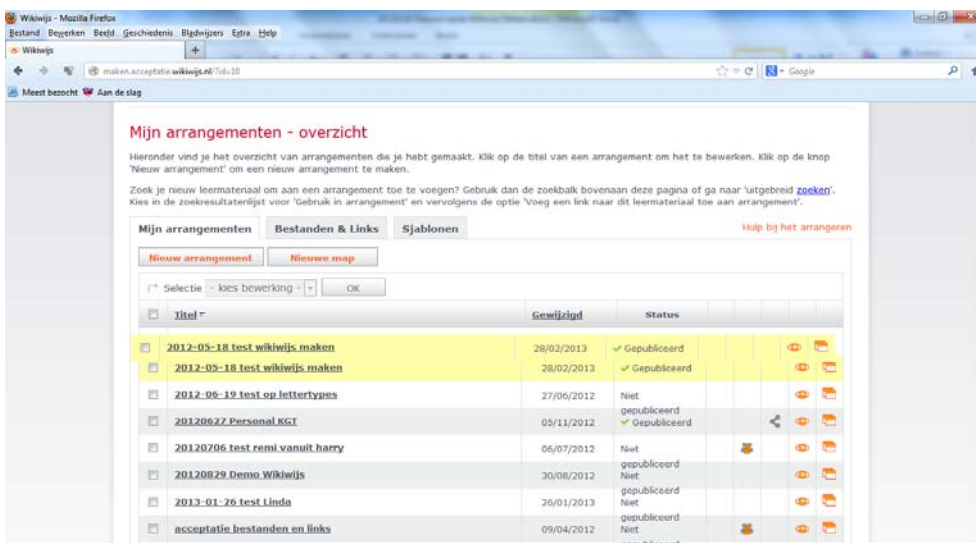 Wikiwijs - Mozilla Firefox
Bestand Bewerken Beeld Geschiedenis Bladwijzers Extra Help
Wikiwijs
maken.acceptatie.wikiwijs.nl/?id=10
Google
Meest bezocht Aan de slag
Mijn arrangementen - overzicht
Hieronder vind je het overzicht van arrangementen die je hebt gemaakt. Klik op de titel van een arrangement om het te bewerken. Klik op de knop
'Nieuw arrangement' om een nieuw arrangement te maken.
Zoek je nieuw leermateriaal om aan een arrangement toe te voegen? Gebruik dan de zoekbalk bovenaan deze pagina of ga naar 'uitgebreid zoeken'.
Kies in de zoekresultatenlijst voor 'Gebruik in arrangement' en vervolgens de optie 'Voeg een link naar dit leermateriaal toe aan arrangement'.
Mijn arrangementen Bestanden & Links Sjablonen Hulp bij het arrangeren
Nieuw arrangement Nieuwe map
Selectie - kies bewerking - OK
Titel Gewijzigd Status
2012-05-18 test wikiwijs maken 28/02/2013 Gepubliceerd
2012-05-18 test wikiwijs maken 28/02/2013 Gepubliceerd
2012-06-19 test op lettertypes 27/06/2012 Niet
gepubliceerd
20120627 Personal KGT 05/11/2012 Gepubliceerd
20120706 test remi vanuit harry 06/07/2012 Niet
gepubliceerd
20120829 Demo Wikiwijs 30/08/2012 Niet
gepubliceerd
2013-01-26 test Linda 26/01/2013 Niet
gepubliceerd
acceptatie bestanden en links 09/04/2012 Niet